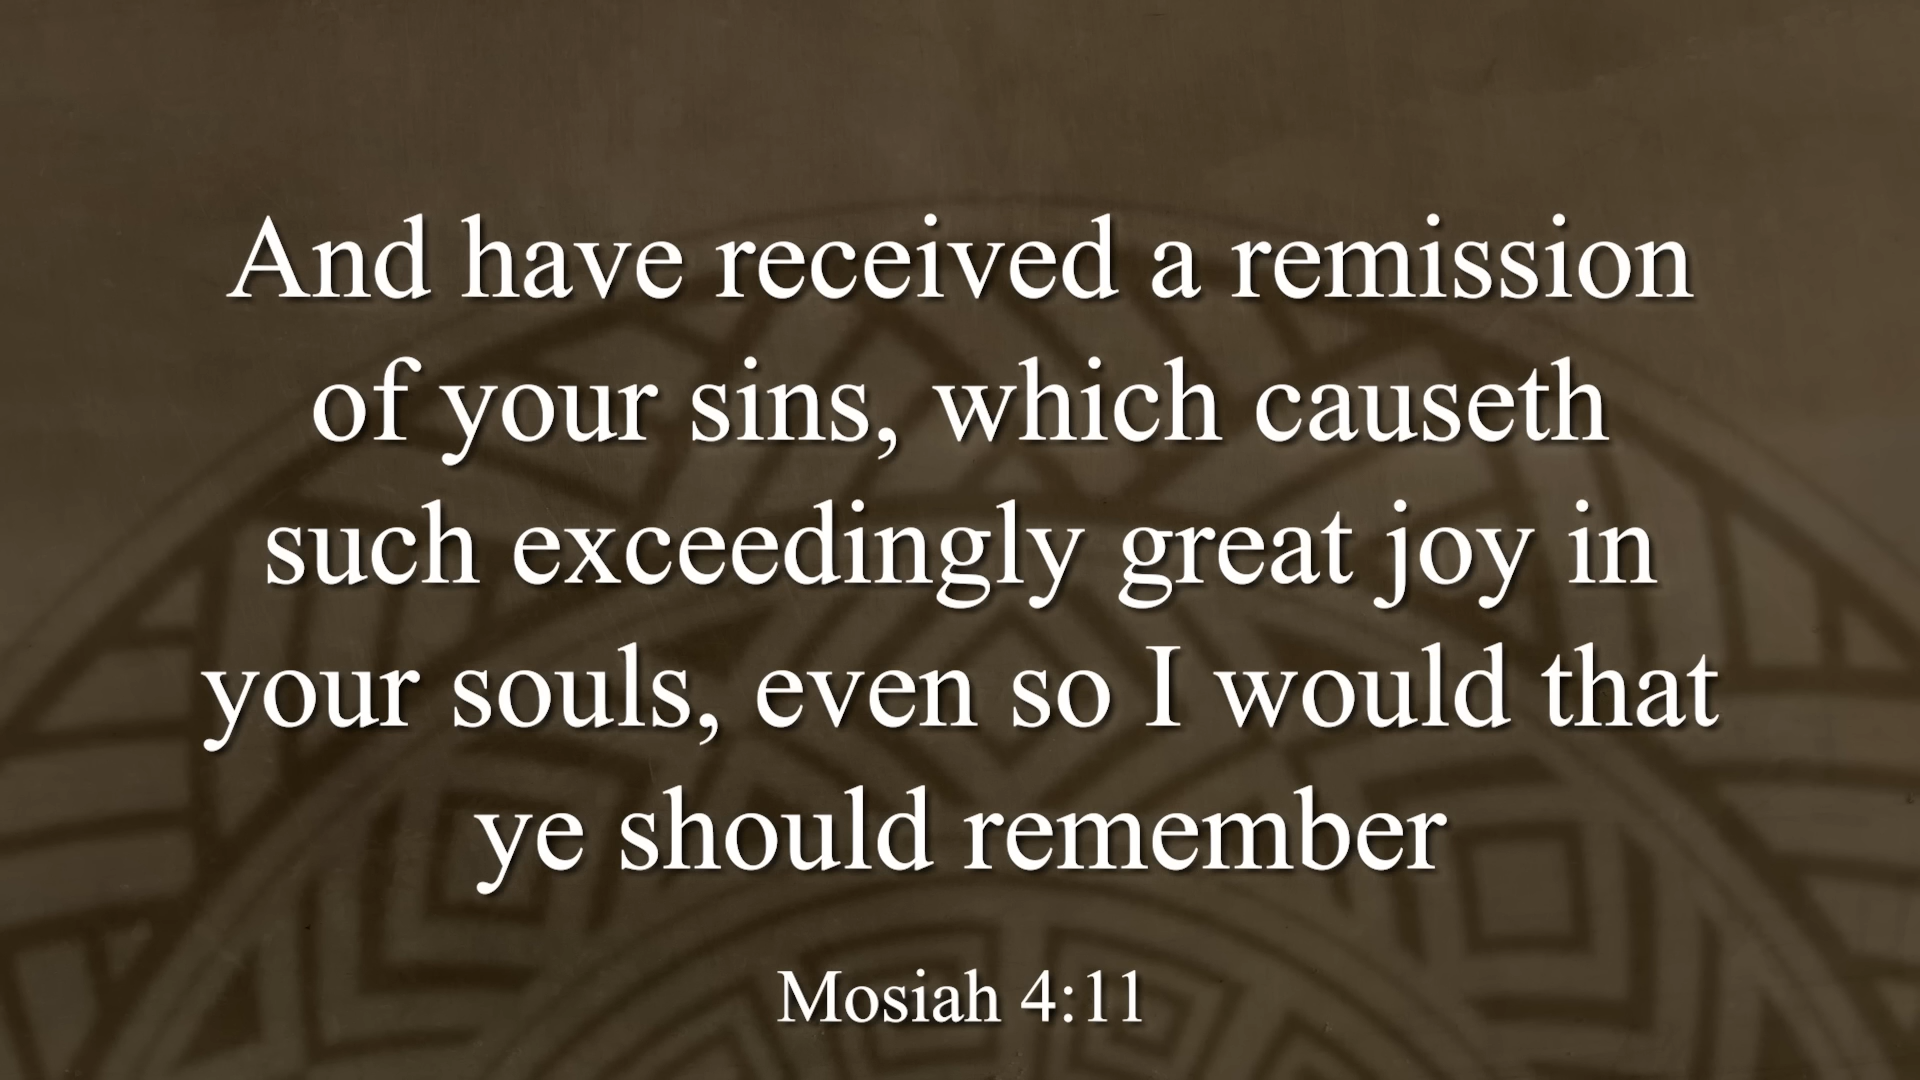 And have received a remission
of your sins, which causeth
such exceedingly great joy in
your souls, even so I would that
ye should remember
Mosiah 4:11